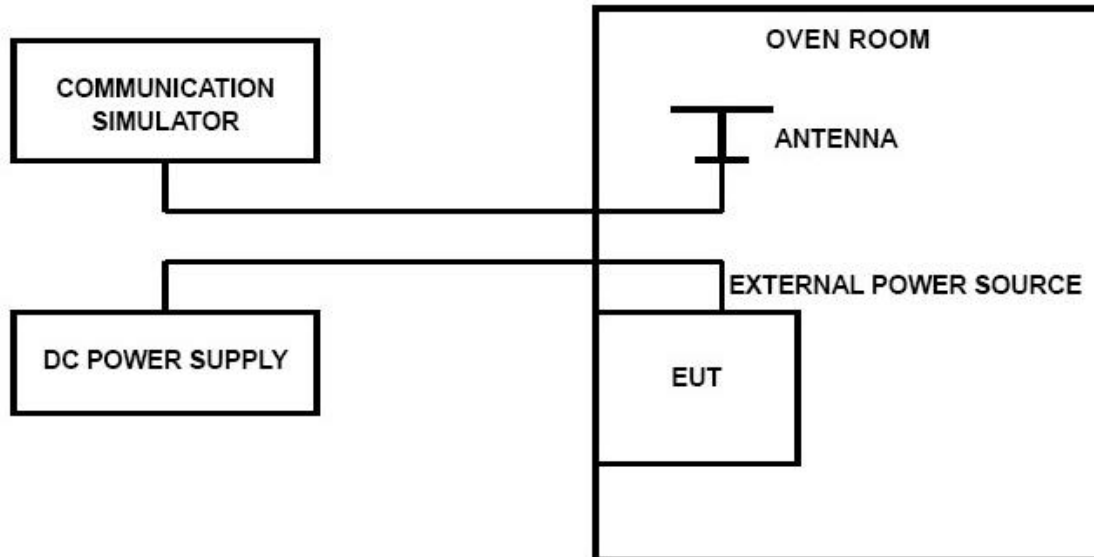 OVEN ROOM
COMMUNICATION
SIMULATOR
ANTENNA
EXTERNAL POWER SOURCE
DC POWER SUPPLY
EUT